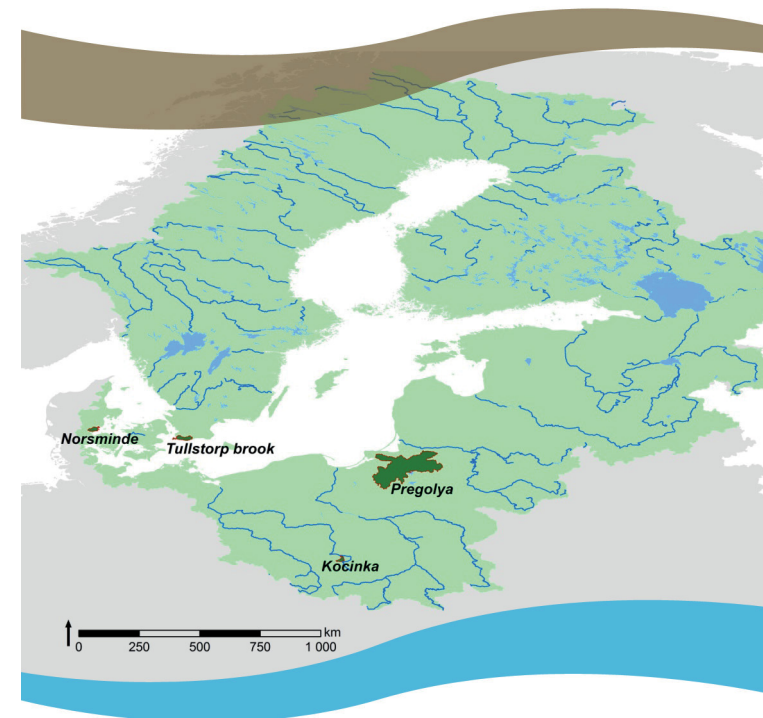 Norsminde
Tullstorp brook
Pregolya
Kocinka
km
0 250 500 750 1 000